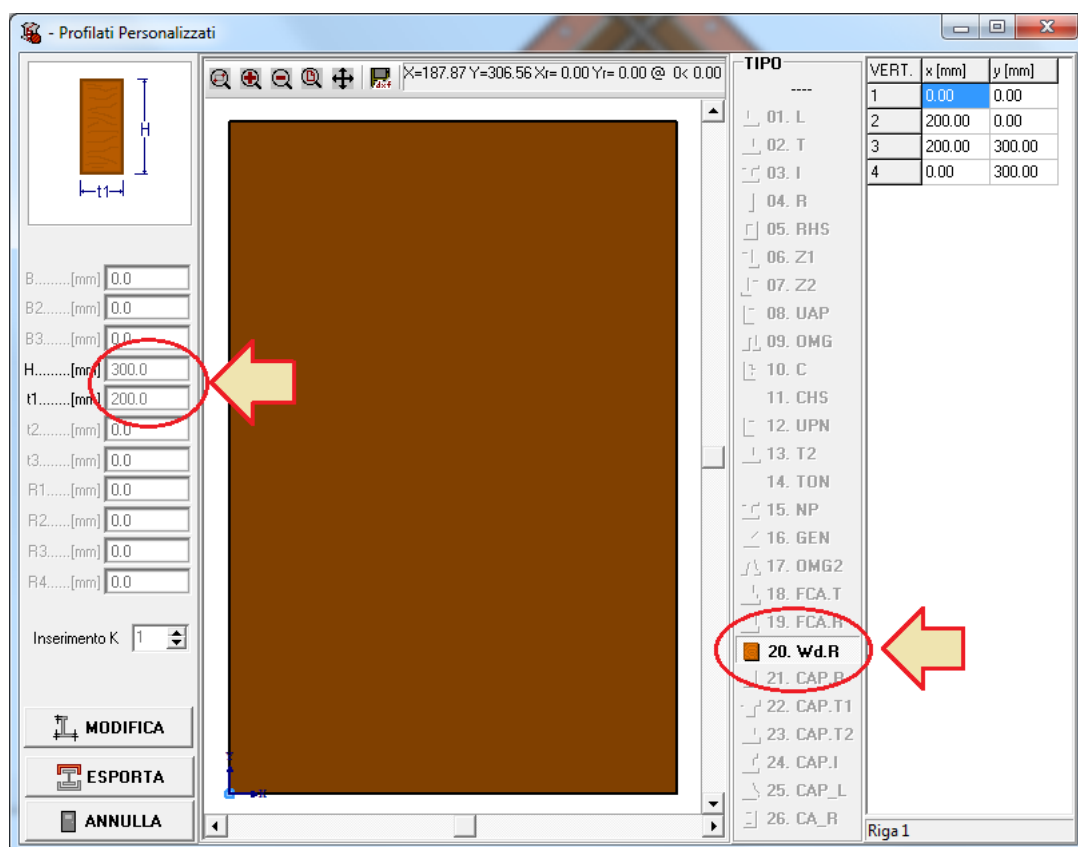 - Profilati Personalizzati
H
t1
B.........[mm] 0.0
B2......[mm] 0.0
B3......[mm] 0.0
H.........[mm] 300.0
t1........[mm] 200.0
t2........[mm] 0.0
t3........[mm] 0.0
R1......[mm] 0.0
R2......[mm] 0.0
R3......[mm] 0.0
R4......[mm] 0.0
Inserimento K 1
MODIFICA
ESPORTA
ANNULLA
dxf
X=187.87 Y=306.56 Xr= 0.00 Yr= 0.00 @ 0< 0.00
Y
X
TIPO
----
01. L
02. T
03. I
04. R
05. RHS
06. Z1
07. Z2
08. UAP
09. OMG
10. C
11. CHS
12. UPN
13. T2
14. TON
15. NP
16. GEN
17. OMG2
18. FCA.T
19. FCA.R
20. Wd.R
21. CAP.R
22. CAP.T1
23. CAP.T2
24. CAP.I
25. CAP_L
26. CA_R
VERT. x [mm] y [mm]
1 0.00 0.00
2 200.00 0.00
3 200.00 300.00
4 0.00 300.00
Riga 1